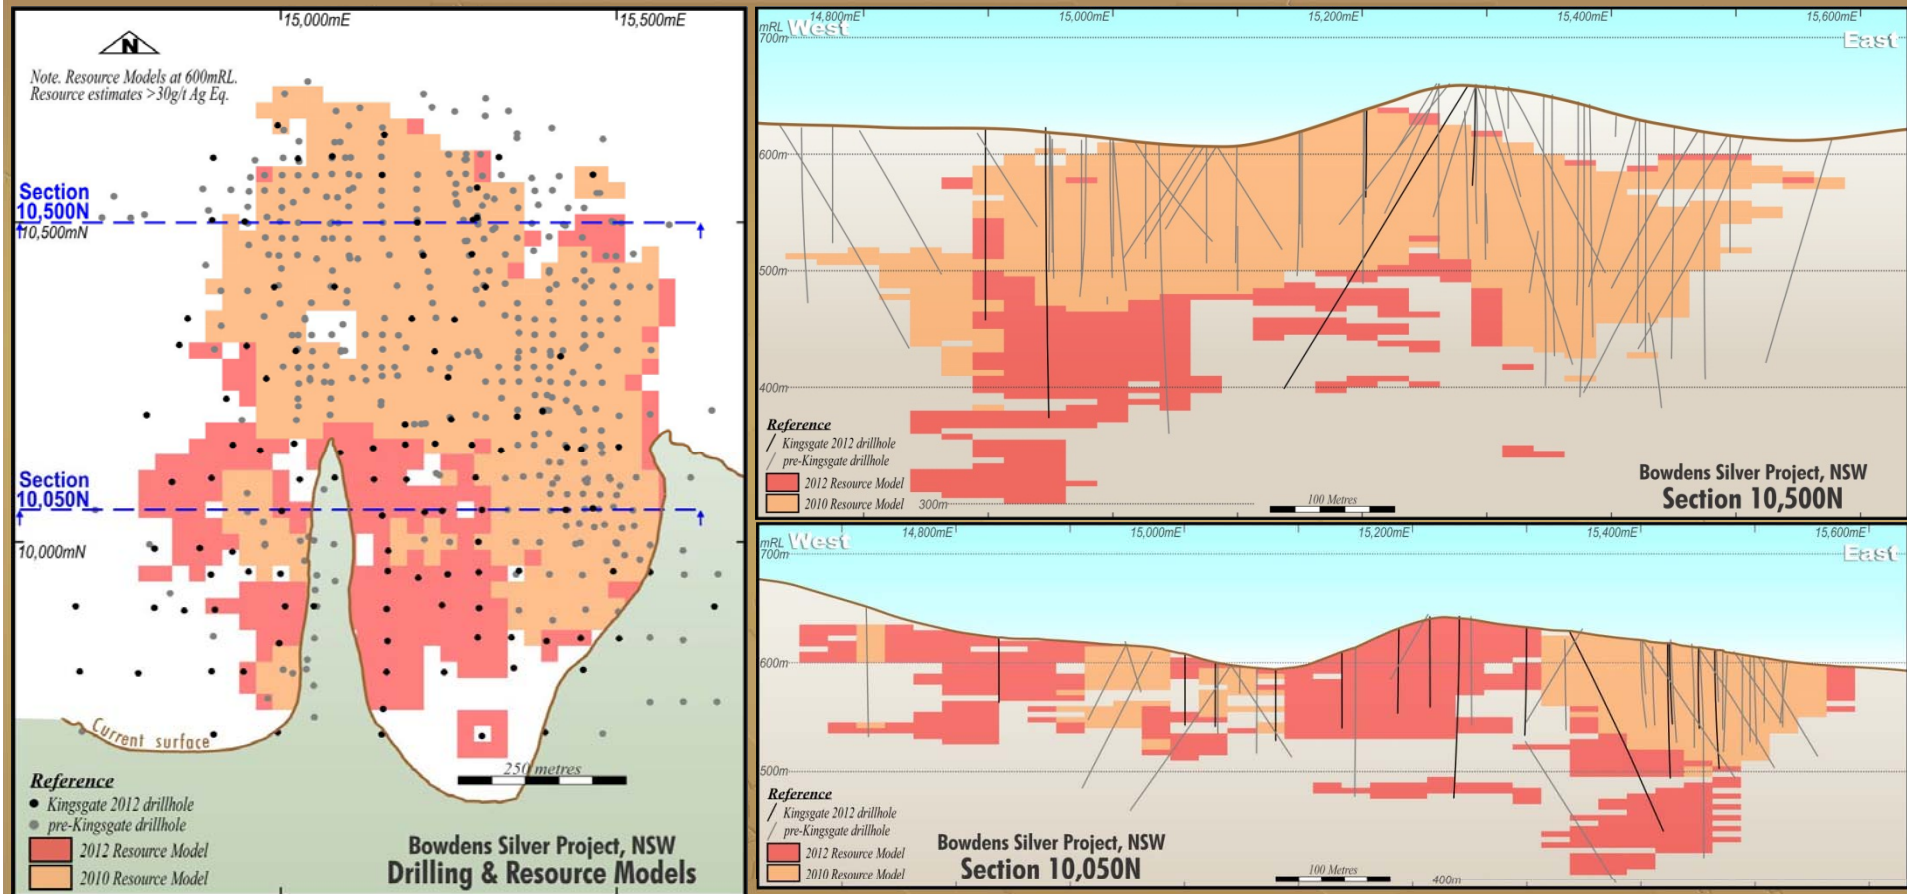 15,000mE
15,500mE
N
Note. Resource Models at 600mRL.
Resource estimates >30g/t Ag Eq.
Section
10,500N
10,500mN
Section
10,050N
10,000mN
Current surface
250 metres
Reference
Kingsgate 2012 drillhole
pre-Kingsgate drillhole
2012 Resource Model
2010 Resource Model
Bowdens Silver Project, NSW
Drilling & Resource Models
14,800mE
15,000mE
15,200mE
15,400mE
15,600mE
mRL
West
East
700m
600m
500m
400m
300m
Reference
Kingsgate 2012 drillhole
pre-Kingsgate drillhole
2012 Resource Model
2010 Resource Model
100 Metres
Bowdens Silver Project, NSW
Section 10,500N
14,800mE
15,000mE
15,200mE
15,400mE
15,600mE
mRL
West
East
700m
600m
500m
400m
Reference
Kingsgate 2012 drillhole
pre-Kingsgate drillhole
2012 Resource Model
2010 Resource Model
Bowdens Silver Project, NSW
Section 10,050N
100 Metres